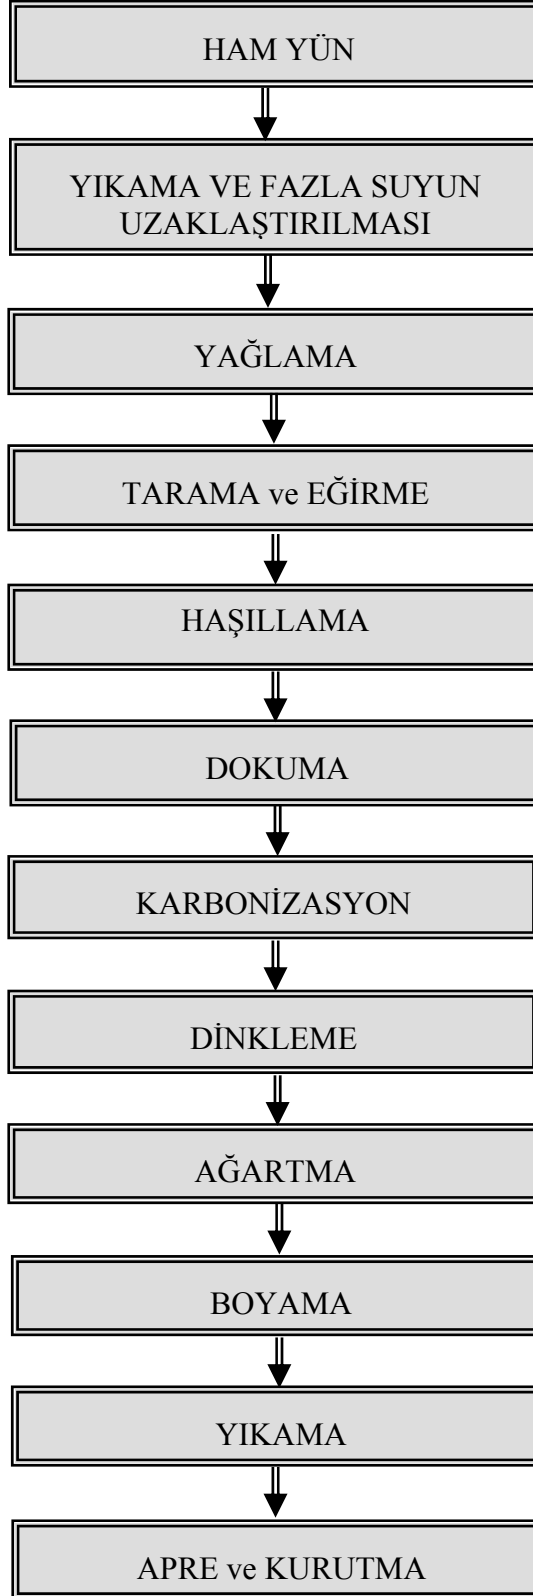 HAM YÜN
YIKAMA VE FAZLA SUYUN
UZAKLAŞTIRILMASI
YAĞLAMA
TARAMA ve EĞİRME
HAŞILLAMA
DOKUMA
KARBONİZASYON
DİNKLEME
AĞARTMA
BOYAMA
YIKAMA
APRE ve KURUTMA